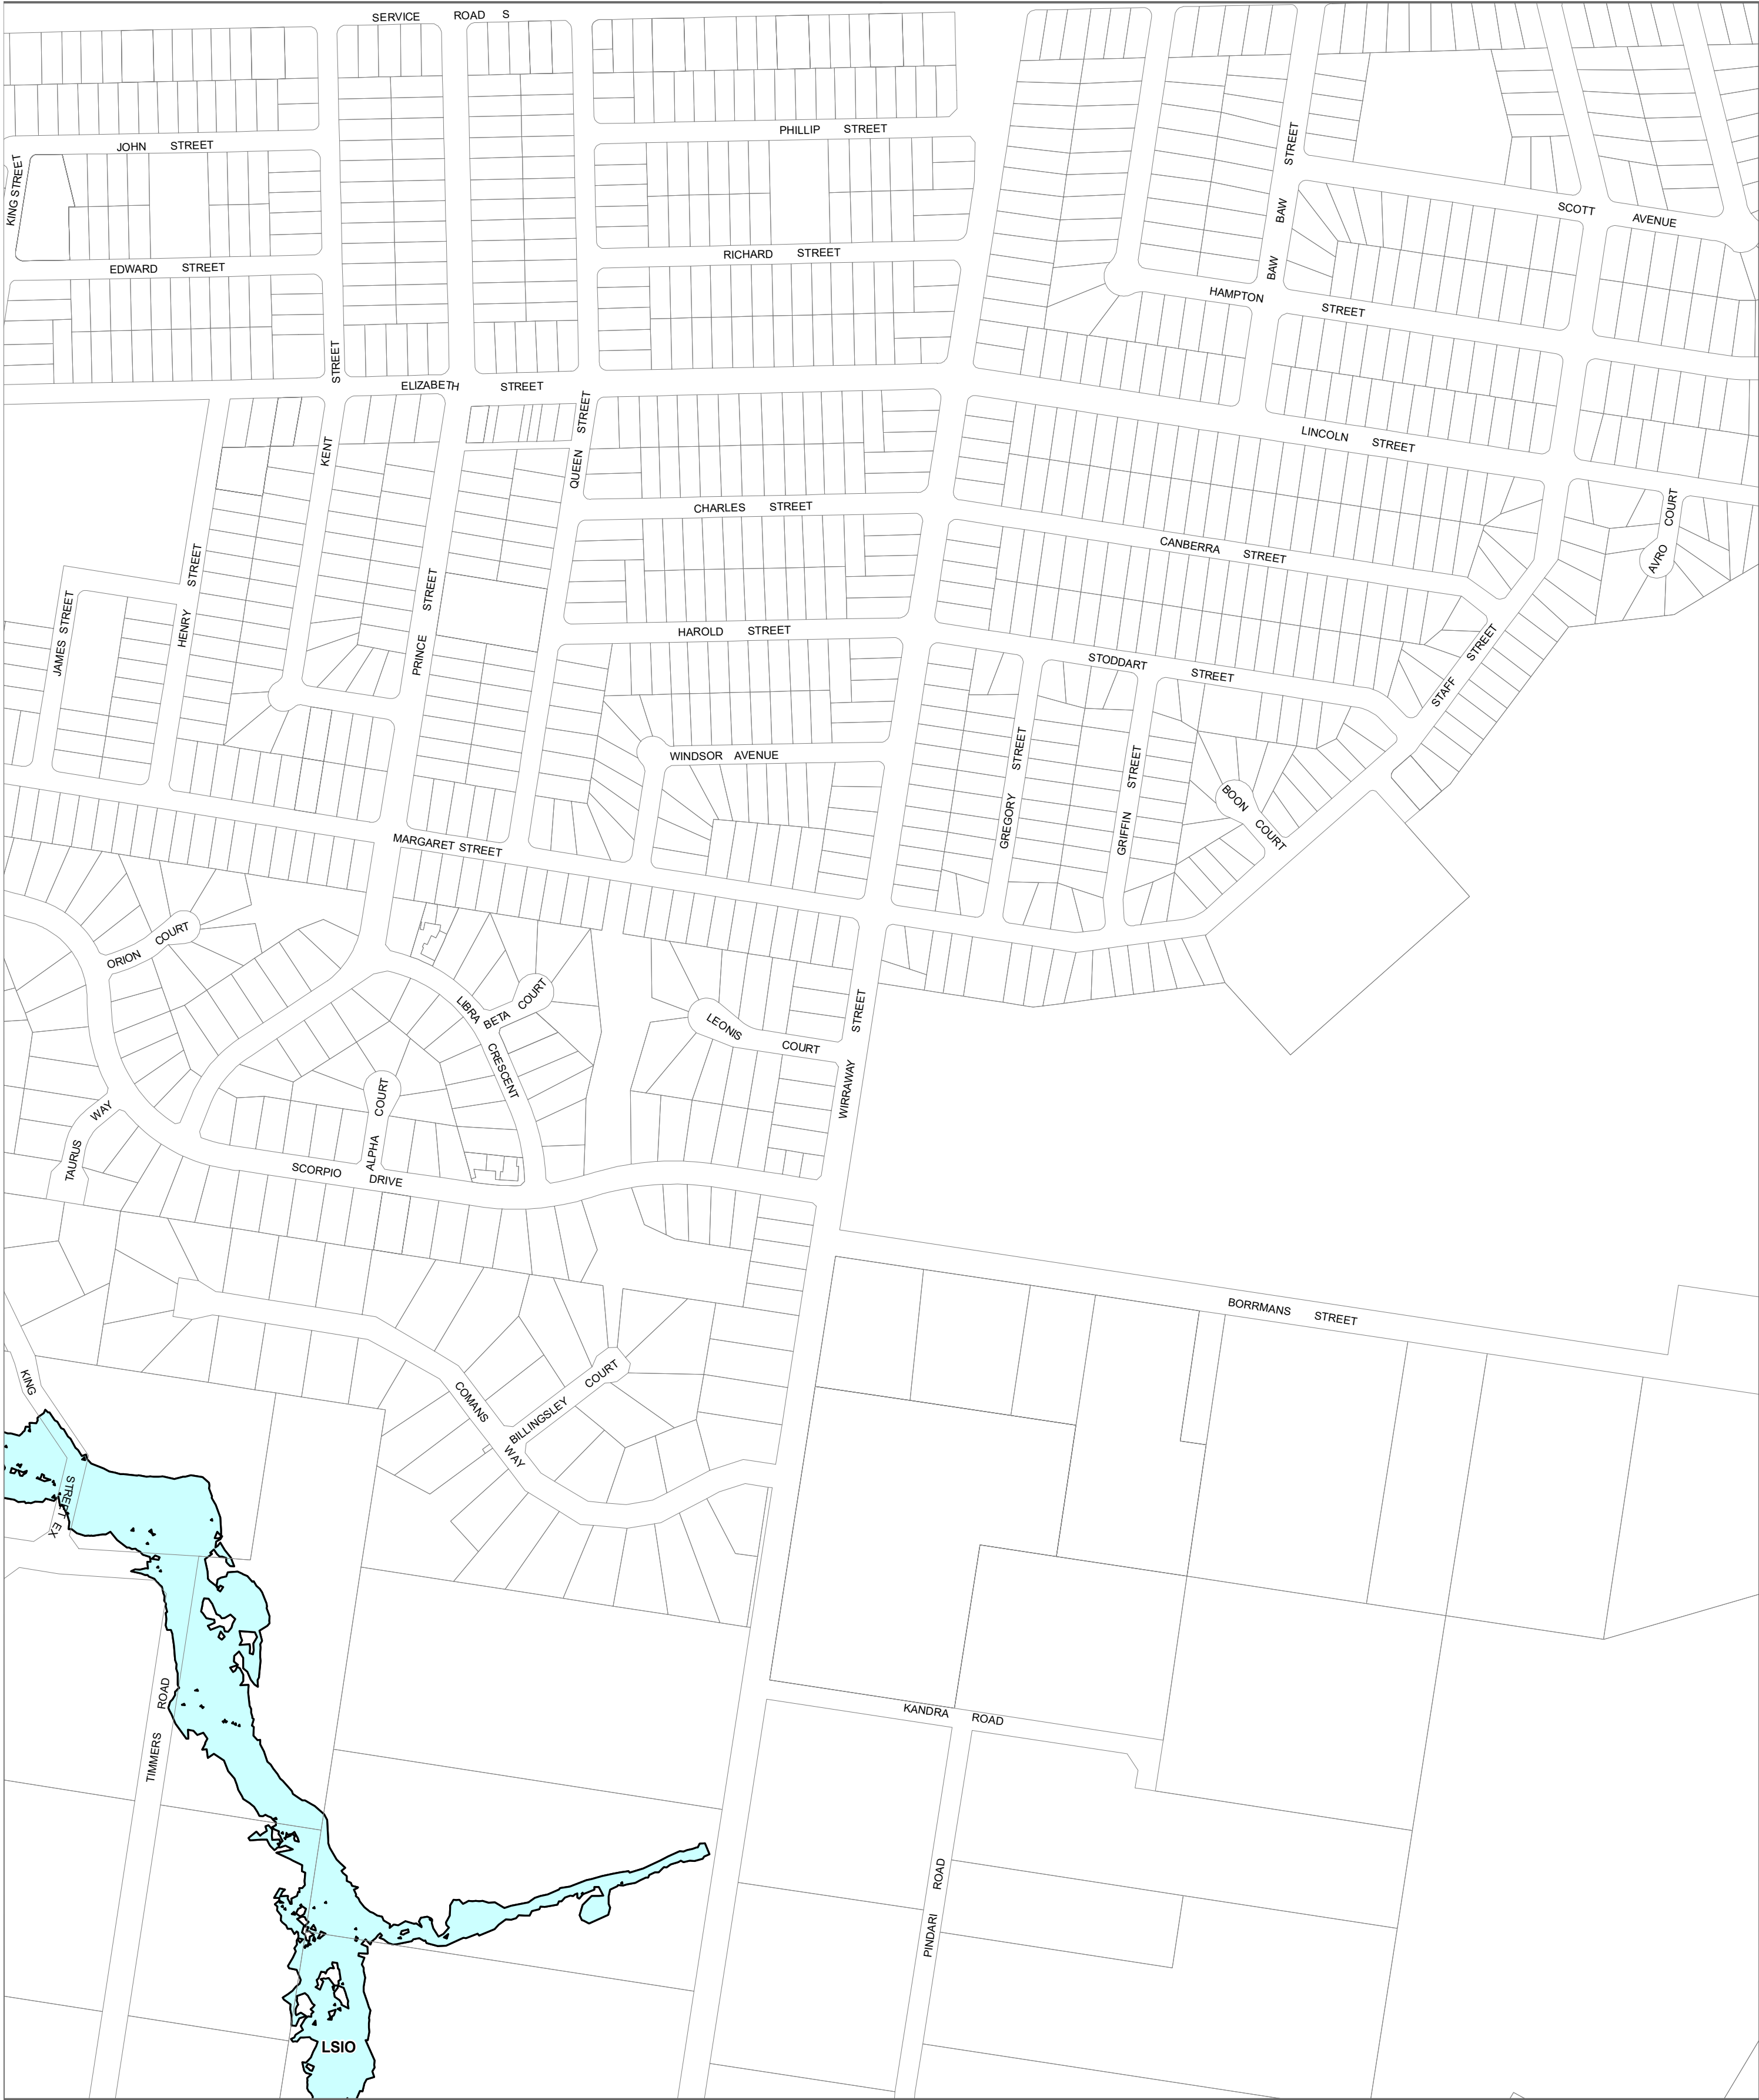 SERVICE ROAD S
PHILLIP STREET
JOHN STREET
KING STREET
BAW BAW STREET
SCOTT AVENUE
RICHARD STREET
EDWARD STREET
HAMPTON STREET
KENT STREET
ELIZABETH STREET
QUEEN STREET
LINCOLN STREET
CHARLES STREET
AVRO COURT
CANBERRA STREET
HENRY STREET
PRINCE STREET
JAMES STREET
HAROLD STREET
STAFF STREET
STODDART STREET
WINDSOR AVENUE
GREGORY STREET
GRIFFIN STREET
BOON COURT
MARGARET STREET
ORION COURT
LIBRA CRESCENT
BETA COURT
LEONIS COURT
WIRRAWAY STREET
ALPHA COURT
TAURUS WAY
SCORPIO DRIVE
BORRMANS STREET
KING STREET EX
COMANS WAY
BILLINGSLEY COURT
TIMMERS ROAD
KANDRA ROAD
PINDARI ROAD
LSIO